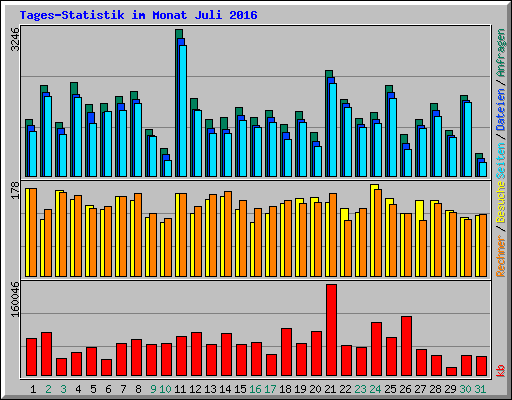 Tages-Statistik im Monat Juli 2016
3246
178
160046
Rechner / Besuche Seiten / Dateien / Anfragen
kb
1 2 3 4 5 6 7 8 9 10 11 12 13 14 15 16 17 18 19 20 21 22 23 24 25 26 27 28 29 30 31